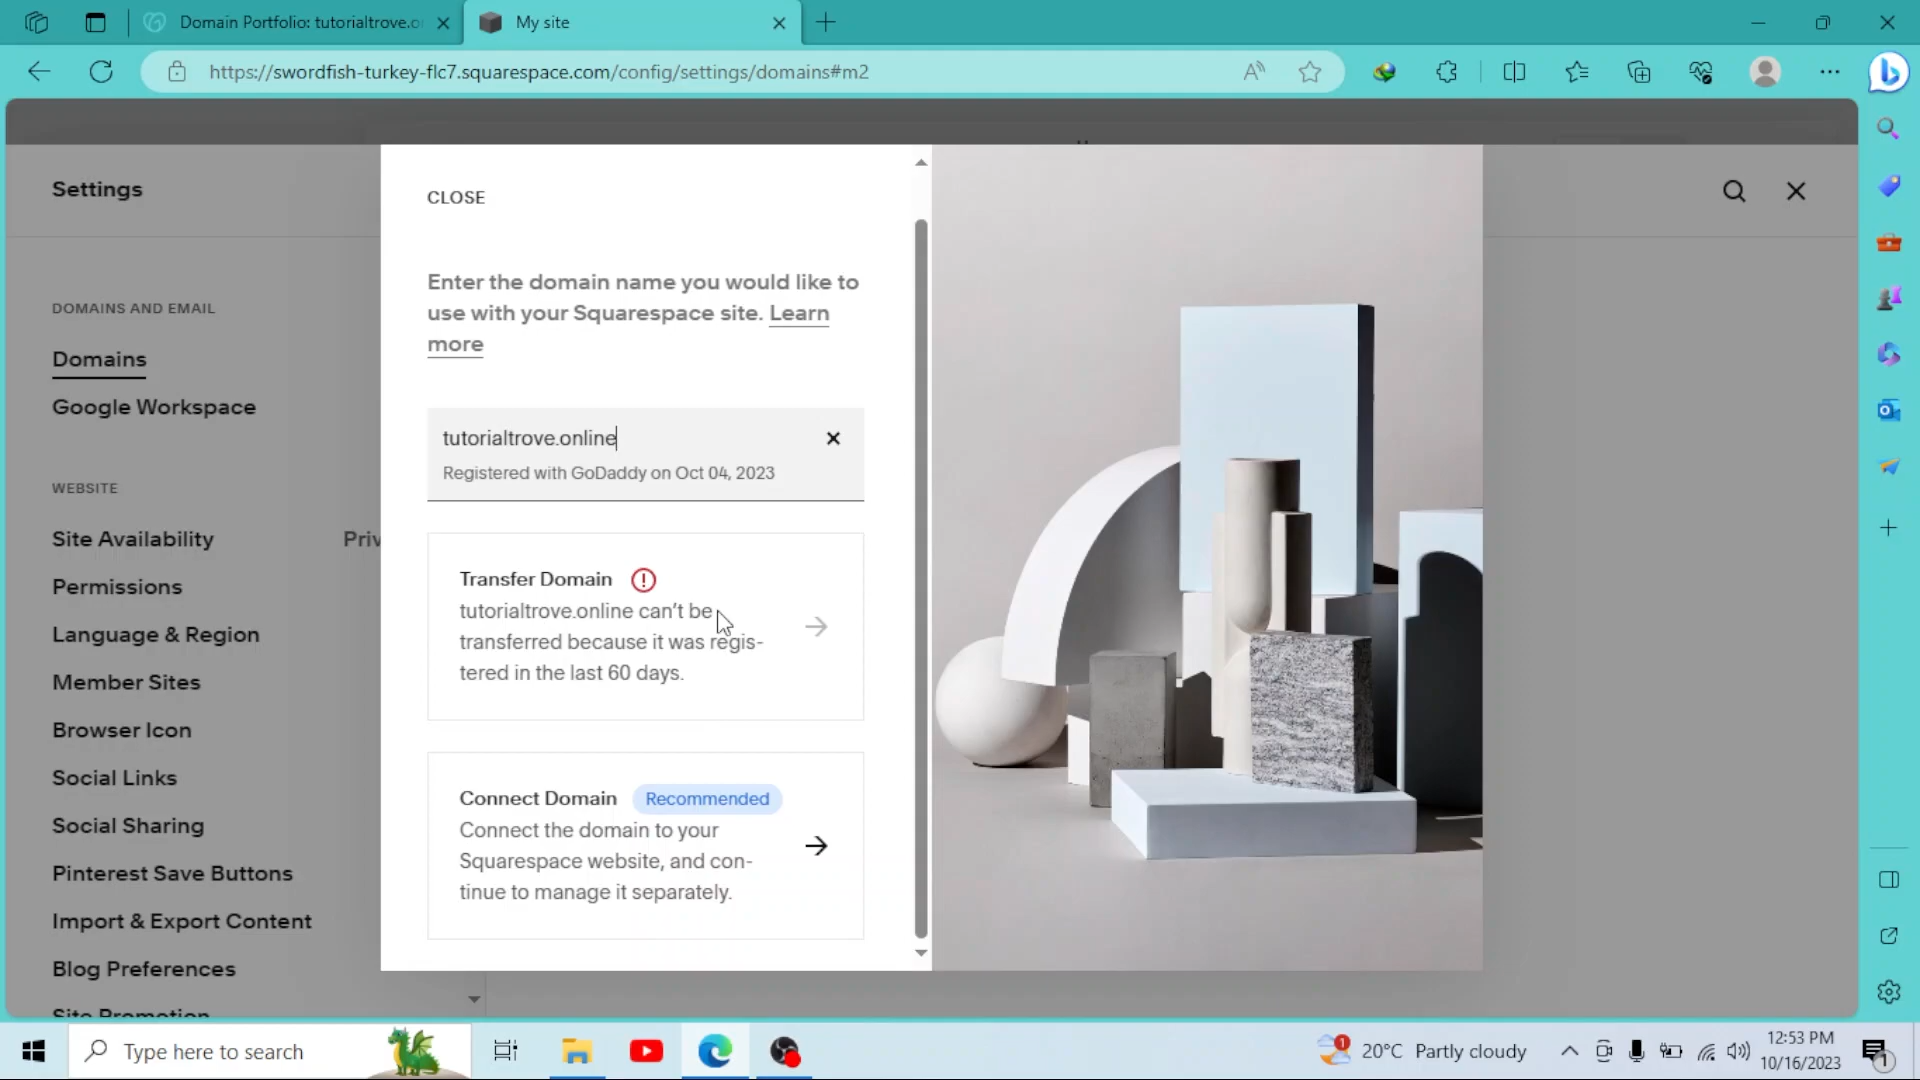 Domain Portfolio: tutorialtrove.o
My site
https://swordfish-turkey-flc7.squarespace.com/config/settings/domains#m2
Settings
DOMAINS AND EMAIL
Domains
Google Workspace
WEBSITE
Site Availability Priv
Permissions
Language & Region
Member Sites
Browser Icon
Social Links
Social Sharing
Pinterest Save Buttons
Import & Export Content
Blog Preferences
Site Promotion
CLOSE
Enter the domain name you would like to
use with your Squarespace site. Learn
more
tutorialtrove.online
Registered with GoDaddy on Oct 04, 2023
Transfer Domain
tutorialtrove.online can't be
transferred because it was regis-
tered in the last 60 days.
Connect Domain Recommended
Connect the domain to your
Squarespace website, and con-
tinue to manage it separately.
Type here to search
1
20°C Partly cloudy
12:53 PM
10/16/2023
1